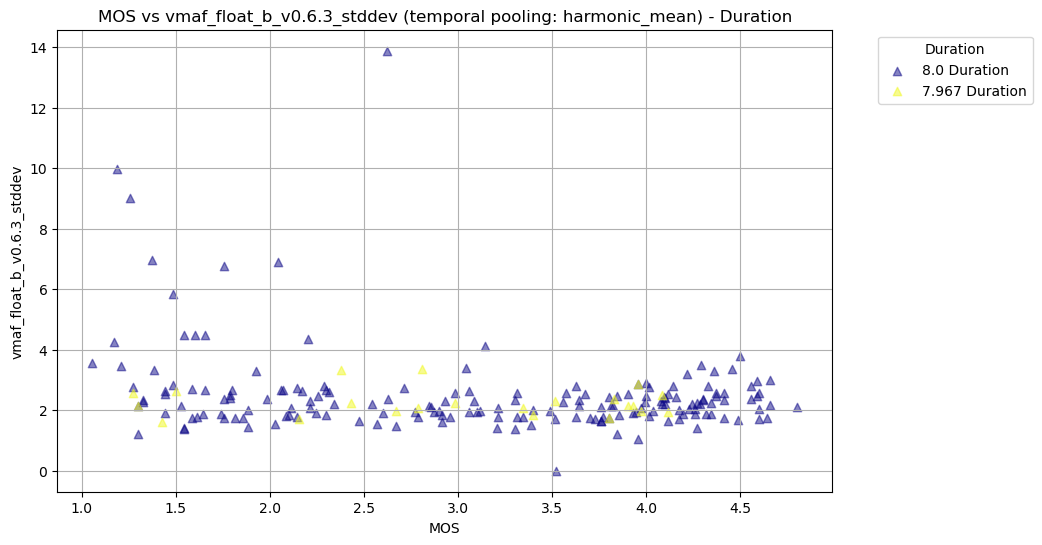 MOS vs vmaf_float_b_v0.6.3_stddev (temporal pooling: harmonic_mean) - Duration
Duration
8.0 Duration
7.967 Duration
vmaf_float_b_v0.6.3_stddev
14
12
10
8
6
4
2
0
1.0 1.5 2.0 2.5 3.0 3.5 4.0 4.5
MOS